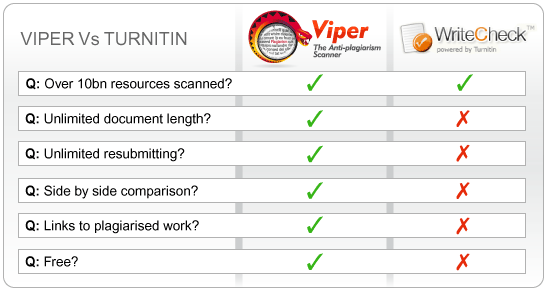 VIPER Vs TURNITIN
Viper
The Anti-plagiarism
Scanner
WriteCheck™
powered by Turnitin
Q: Over 10bn resources scanned?
Q: Unlimited document length?
Q: Unlimited resubmitting?
Q: Side by side comparison?
Q: Links to plagiarised work?
Q: Free?